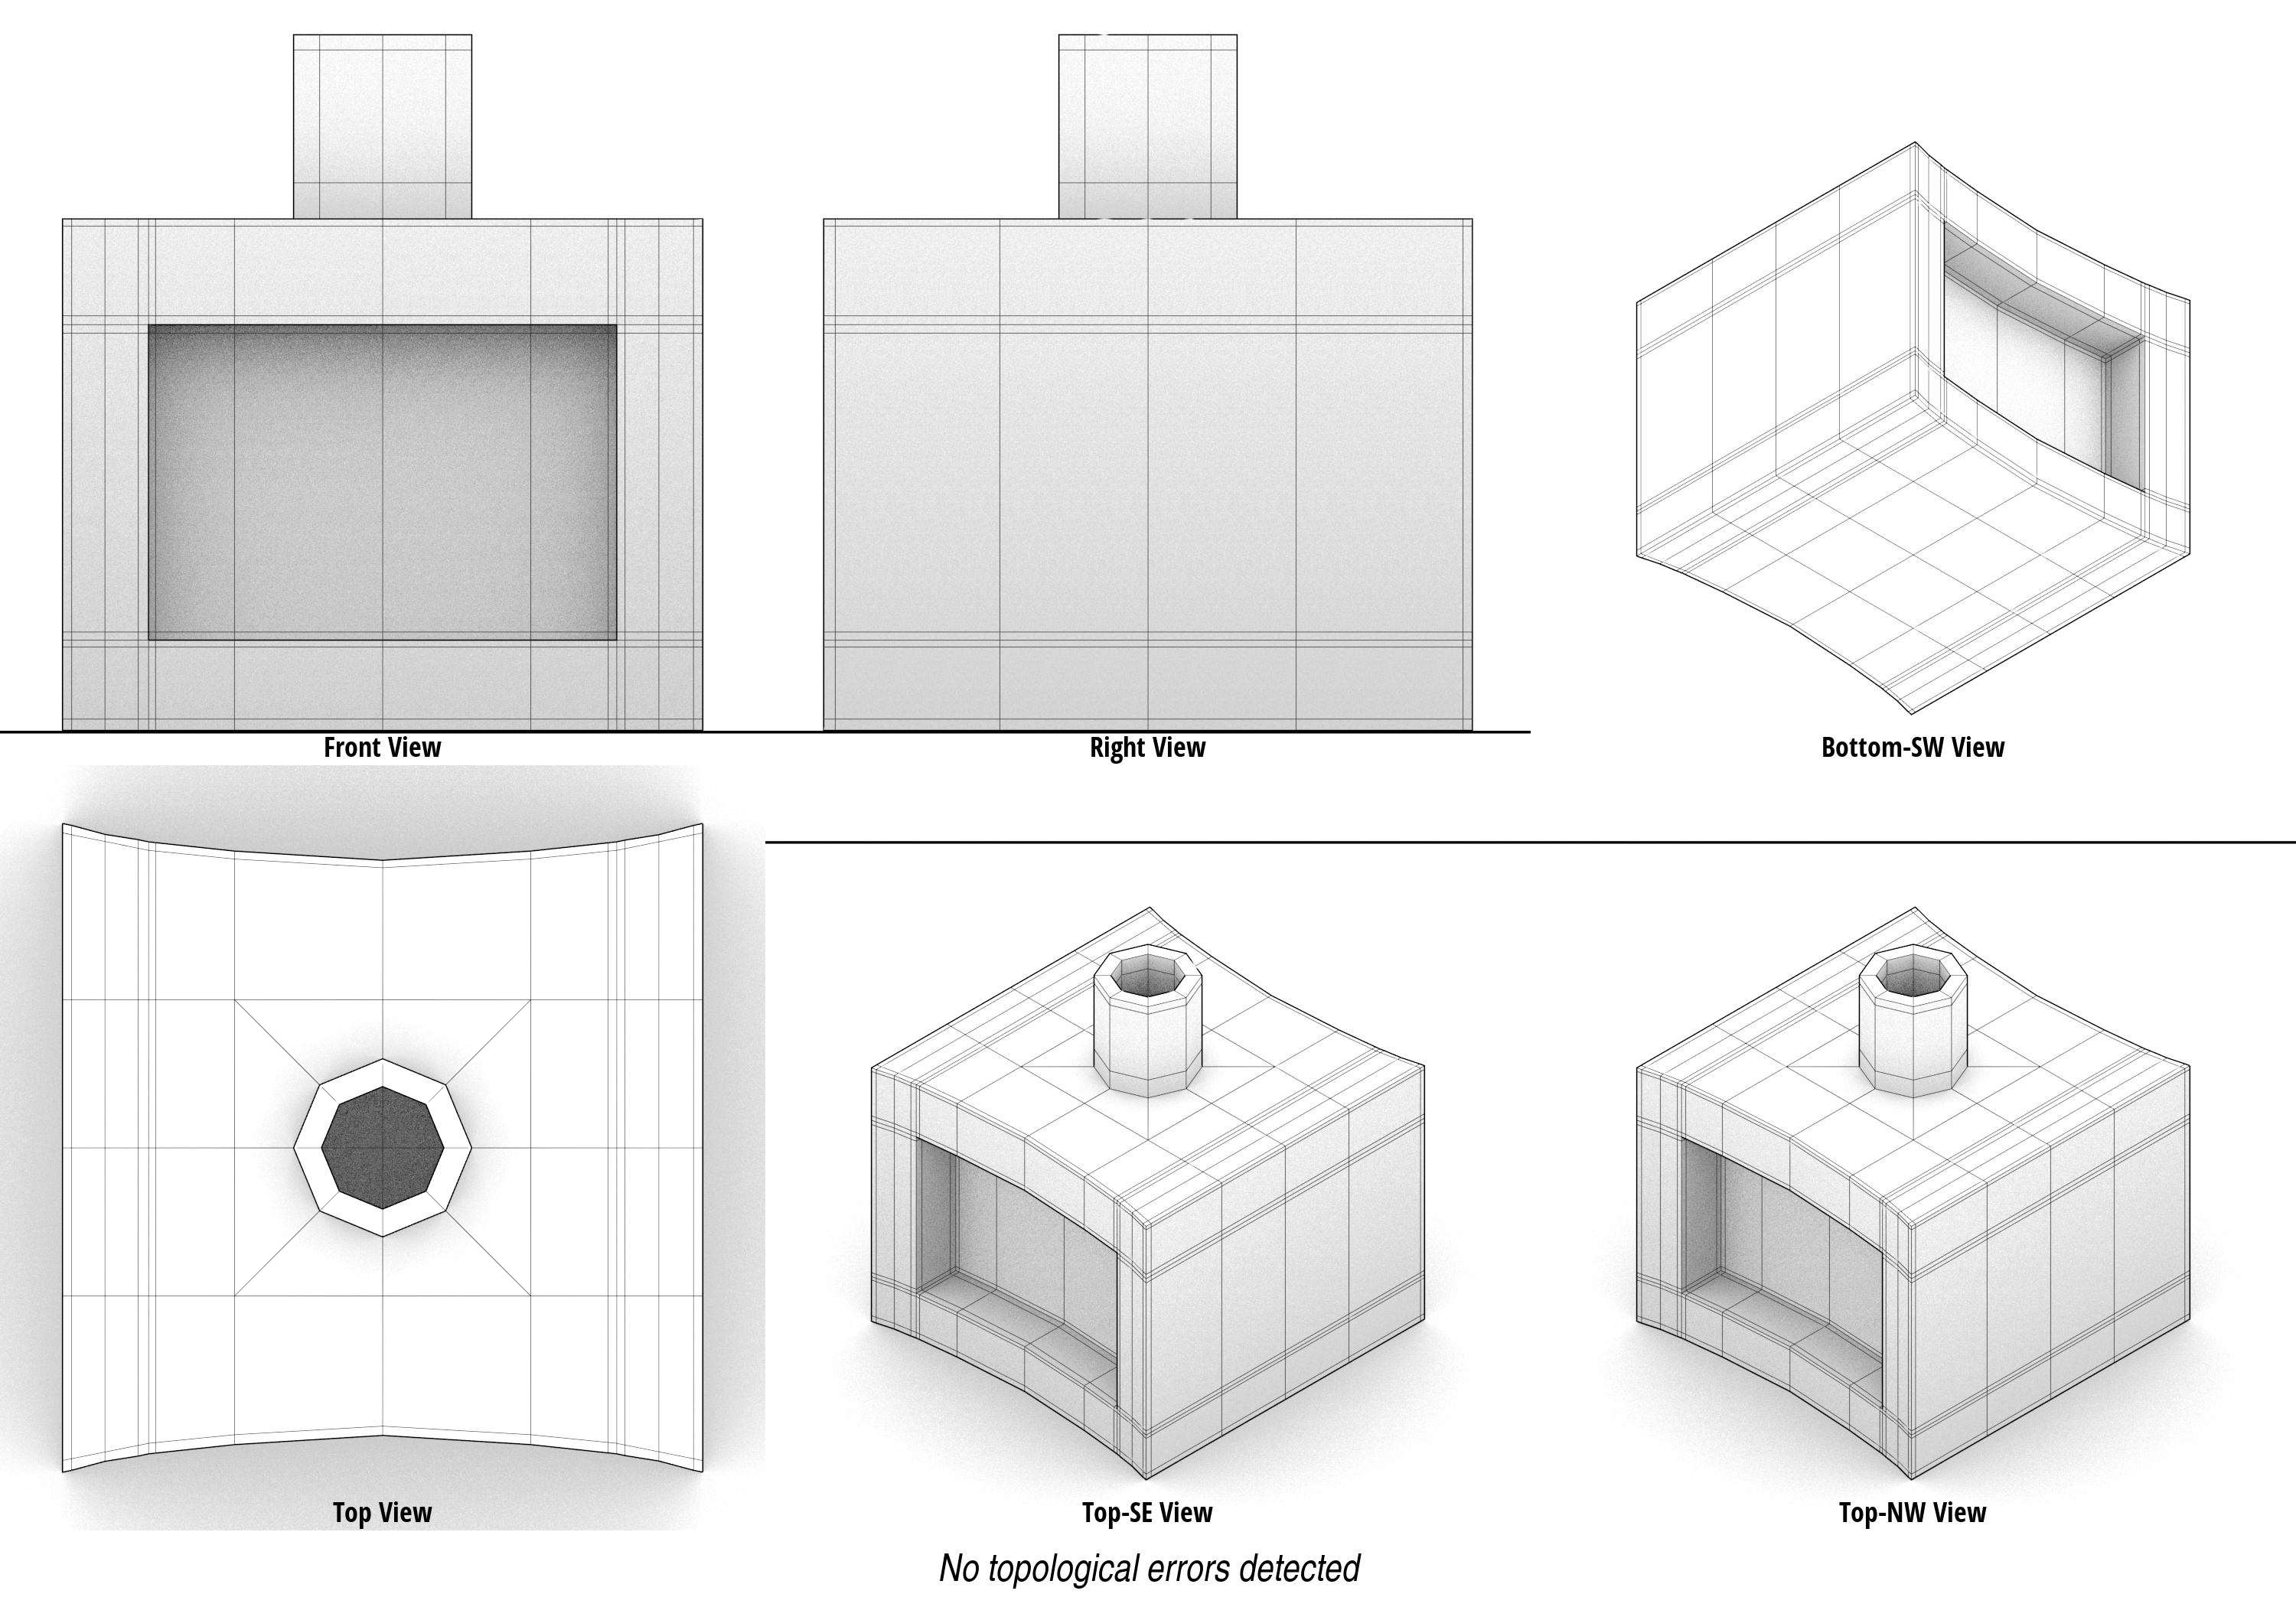 Front View
Right View
Bottom-SW View
Top View
Top-SE View
Top-NW View
No topological errors detected